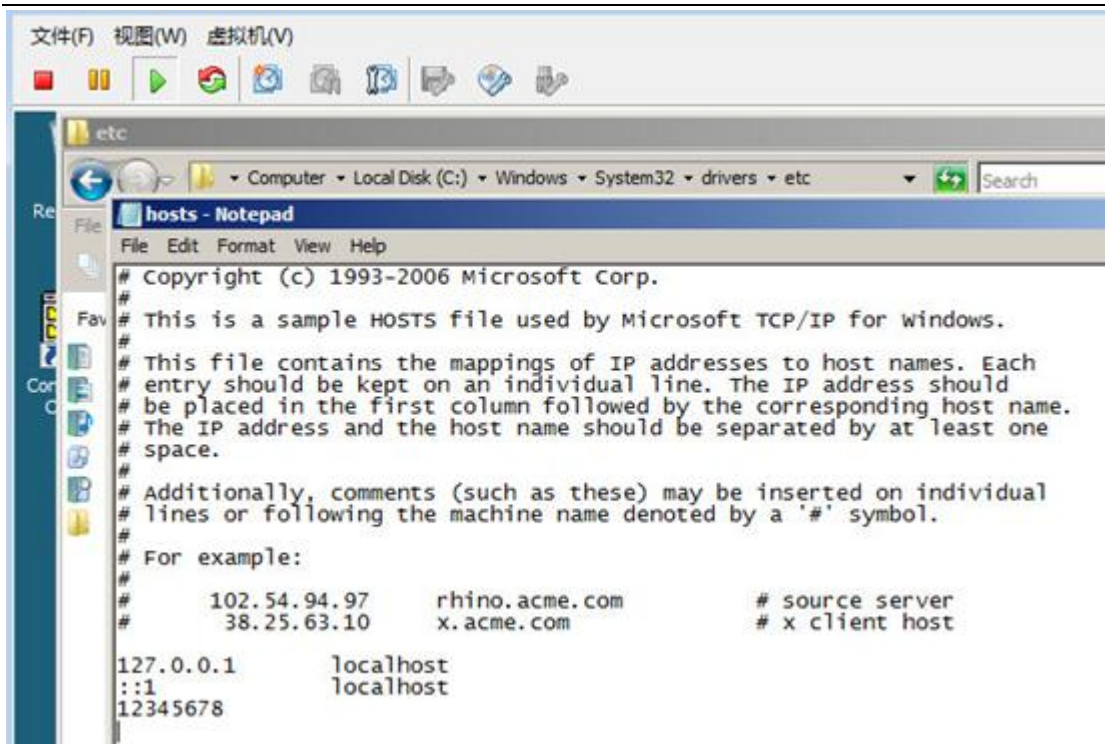 文件(F) 视图(W) 虚拟机(V)
etc
Computer Local Disk (C:) Windows System32 drivers etc Search
Re
File
hosts - Notepad
File Edit Format View Help
# Copyright (c) 1993-2006 Microsoft Corp.
#
# This is a sample HOSTS file used by Microsoft TCP/IP for Windows.
#
# This file contains the mappings of IP addresses to host names. Each
# entry should be kept on an individual line. The IP address should
# be placed in the first column followed by the corresponding host name.
# The IP address and the host name should be separated by at least one
# space.
#
# Additionally, comments (such as these) may be inserted on individual
# lines or following the machine name denoted by a '#' symbol.
#
# For example:
#
#      102.54.94.97     rhino.acme.com          # source server
#       38.25.63.10     x.acme.com              # x client host
127.0.0.1       localhost
::1             localhost
12345678
Fav
Con
C